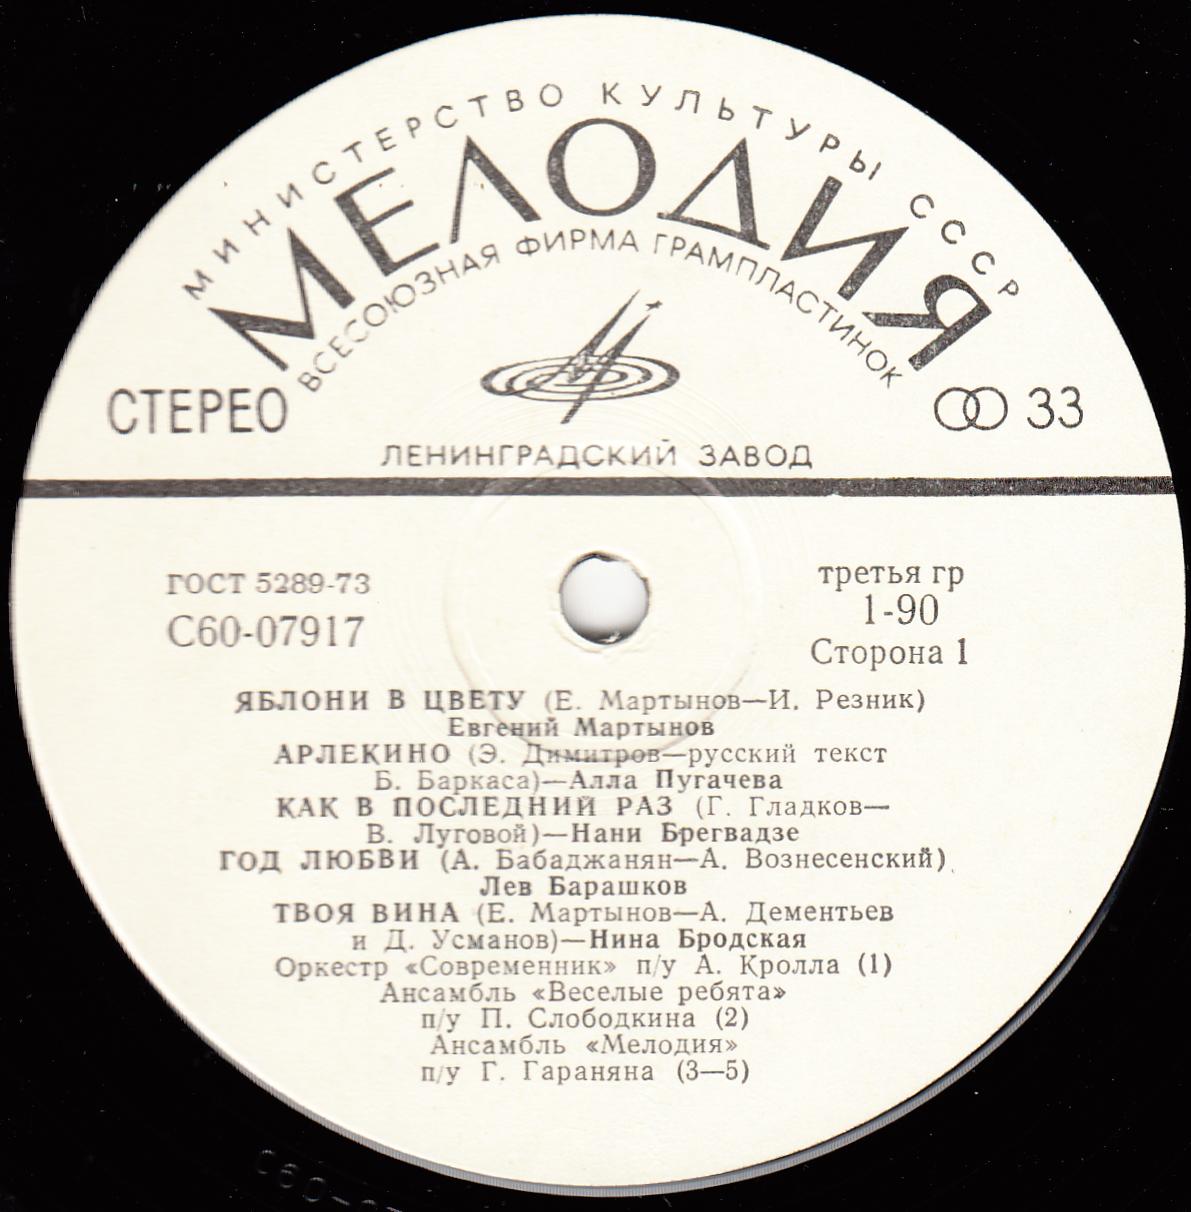 МИНИСТЕРСТВО КУЛЬТУРЫ СССР
МЕЛОДИЯ
ВСЕСОЮЗНАЯ ФИРМА ГРАМПЛАСТИНОК
СТЕРЕО
33
ЛЕНИНГРАДСКИЙ ЗАВОД
ГОСТ 5289-73
третья гр
С60-07917
1-90
Сторона 1
ЯБЛОНИ В ЦВЕТУ (Е. Мартынов—И. Резник)
Евгений Мартынов
АРЛЕКИНО (Э. Димитров—русский текст
Б. Баркаса)—Алла Пугачева
КАК В ПОСЛЕДНИЙ РАЗ (Г. Гладков—
В. Луговой)—Нани Брегвадзе
ГОД ЛЮБВИ (А. Бабаджанян—А. Вознесенский)
Лев Барашков
ТВОЯ ВИНА (Е. Мартынов—А. Дементьев
и Д. Усманов)—Нина Бродская
Оркестр «Современник» п/у А. Кролла (1)
Ансамбль «Веселые ребята»
п/у П. Слободкина (2)
Ансамбль «Мелодия»
п/у Г. Гараняна (3—5)